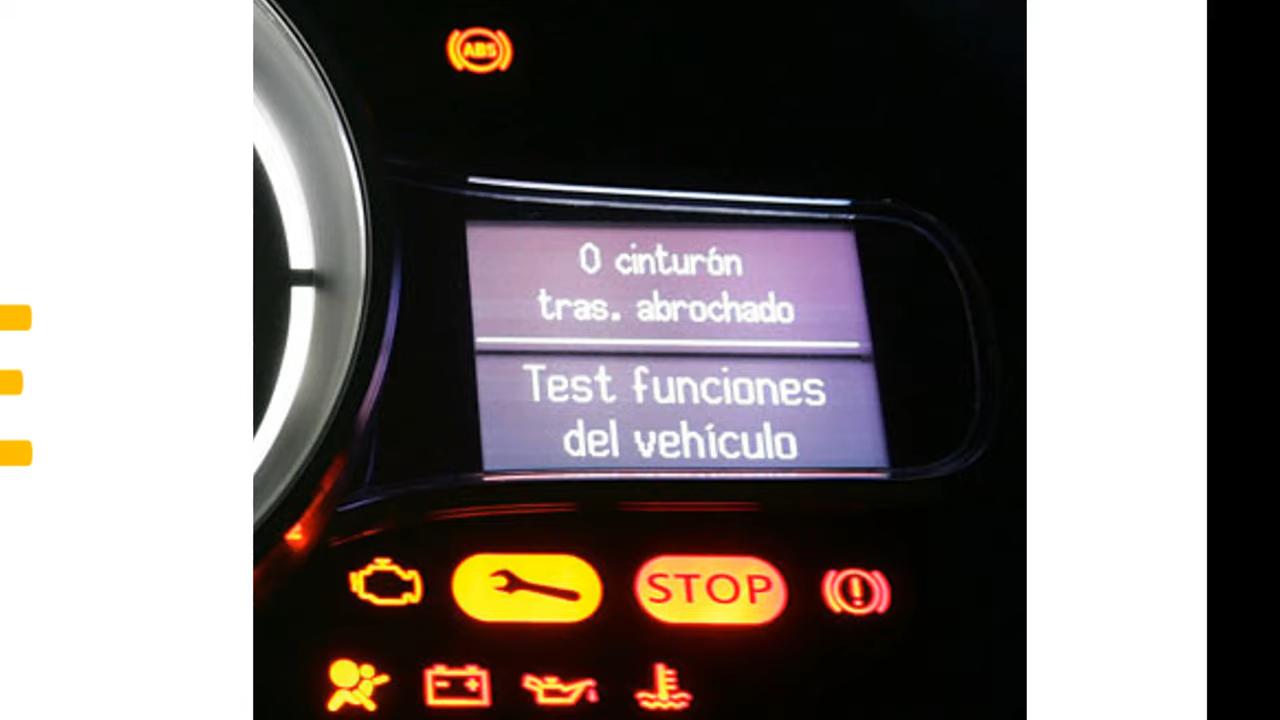 ABS
0 cinturón
tras. abrochado
Test funciones
del vehículo
STOP